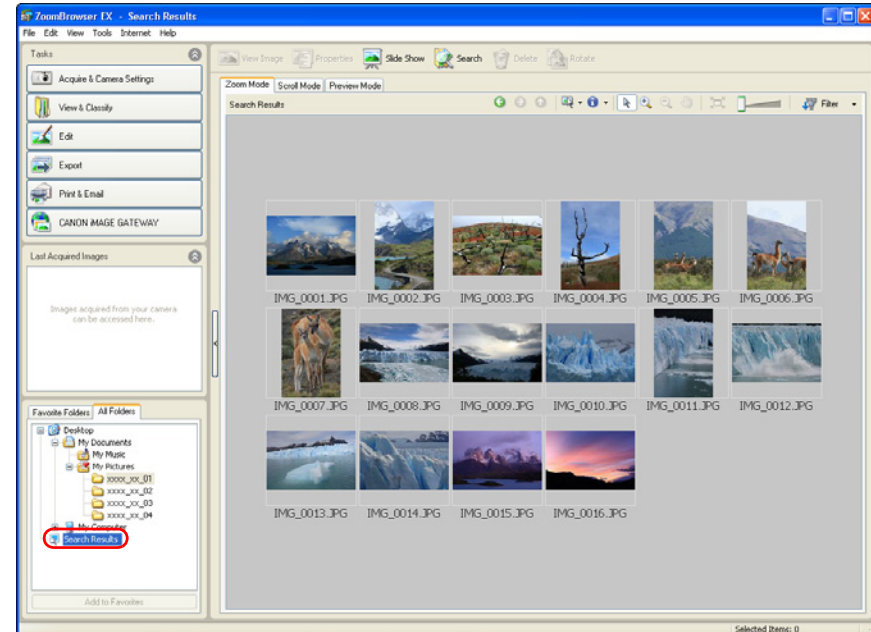 ZoomBrowser EX - Search Results
File Edit View Tools Internet Help
Tasks
Acquire & Camera Settings
View & Classify
Edit
Export
Print & Email
CANON iMAGE GATEWAY
Last Acquired Images
Images acquired from your camera
can be accessed here.
Favorite Folders All Folders
Desktop
My Documents
My Music
My Pictures
xxxx_xx_01
xxxx_xx_02
xxxx_xx_03
xxxx_xx_04
My Computer
Search Results
Add to Favorites
View Image Properties Slide Show Search Delete Rotate
Zoom Mode Scroll Mode Preview Mode
Search Results Filter
IMG_0001.JPG IMG_0002.JPG IMG_0003.JPG IMG_0004.JPG IMG_0005.JPG IMG_0006.JPG
IMG_0007.JPG IMG_0008.JPG IMG_0009.JPG IMG_0010.JPG IMG_0011.JPG IMG_0012.JPG
IMG_0013.JPG IMG_0014.JPG IMG_0015.JPG IMG_0016.JPG
Selected Items: 0